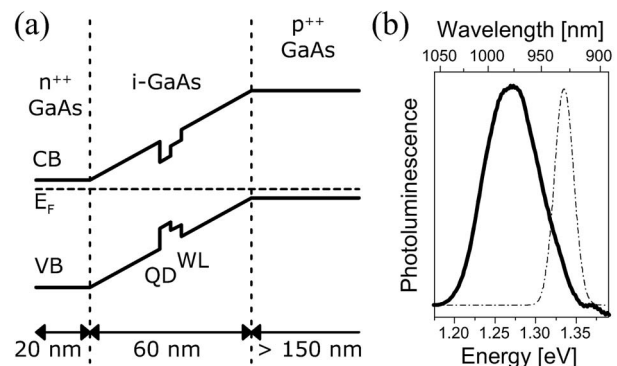 (a)
n++
GaAs
i-GaAs
p++
GaAs
CB
EF
VB
QD
WL
20 nm
60 nm
> 150 nm
(b)
Wavelength [nm]
1050
1000
950
900
Photoluminescence
1.20
1.25
1.30
1.35
Energy [eV]